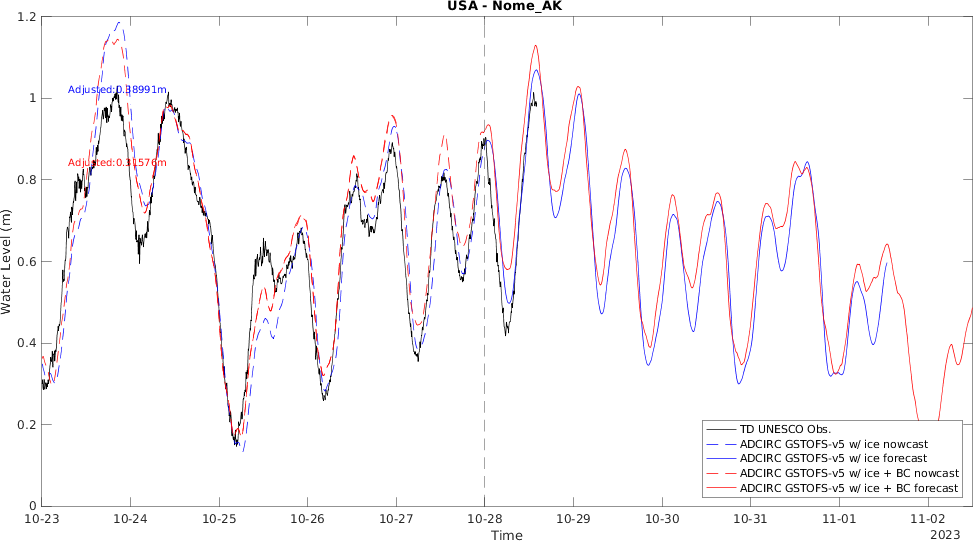 USA - Nome_AK
1.2
1
0.8
0.6
0.4
0.2
0
Water Level (m)
Adjusted:0.38991m
Adjusted:0.31576m
TD UNESCO Obs.
ADCIRC GSTOFS-v5 w/ ice nowcast
ADCIRC GSTOFS-v5 w/ ice forecast
ADCIRC GSTOFS-v5 w/ ice + BC nowcast
ADCIRC GSTOFS-v5 w/ ice + BC forecast
10-23 10-24 10-25 10-26 10-27 10-28 10-29 10-30 10-31 11-01 11-02
Time
2023